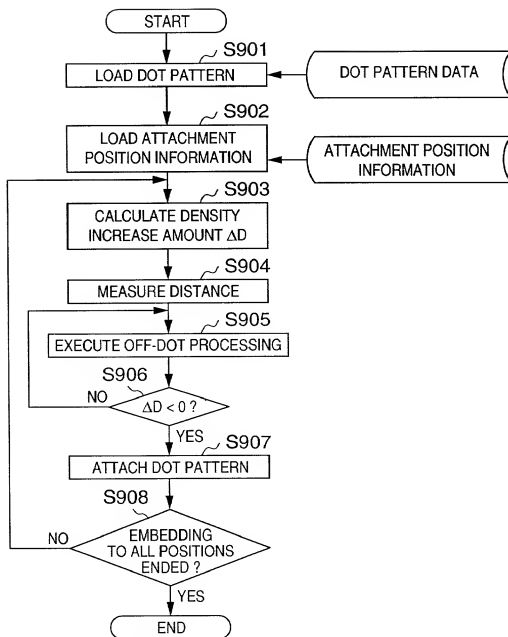 START
S901
LOAD DOT PATTERN
DOT PATTERN DATA
S902
LOAD ATTACHMENT
POSITION INFORMATION
ATTACHMENT POSITION
INFORMATION
S903
CALCULATE DENSITY
INCREASE AMOUNT ΔD
S904
MEASURE DISTANCE
S905
EXECUTE OFF-DOT PROCESSING
S906
NO
ΔD < 0 ?
YES
S907
ATTACH DOT PATTERN
S908
NO
EMBEDDING
TO ALL POSITIONS
ENDED ?
YES
END